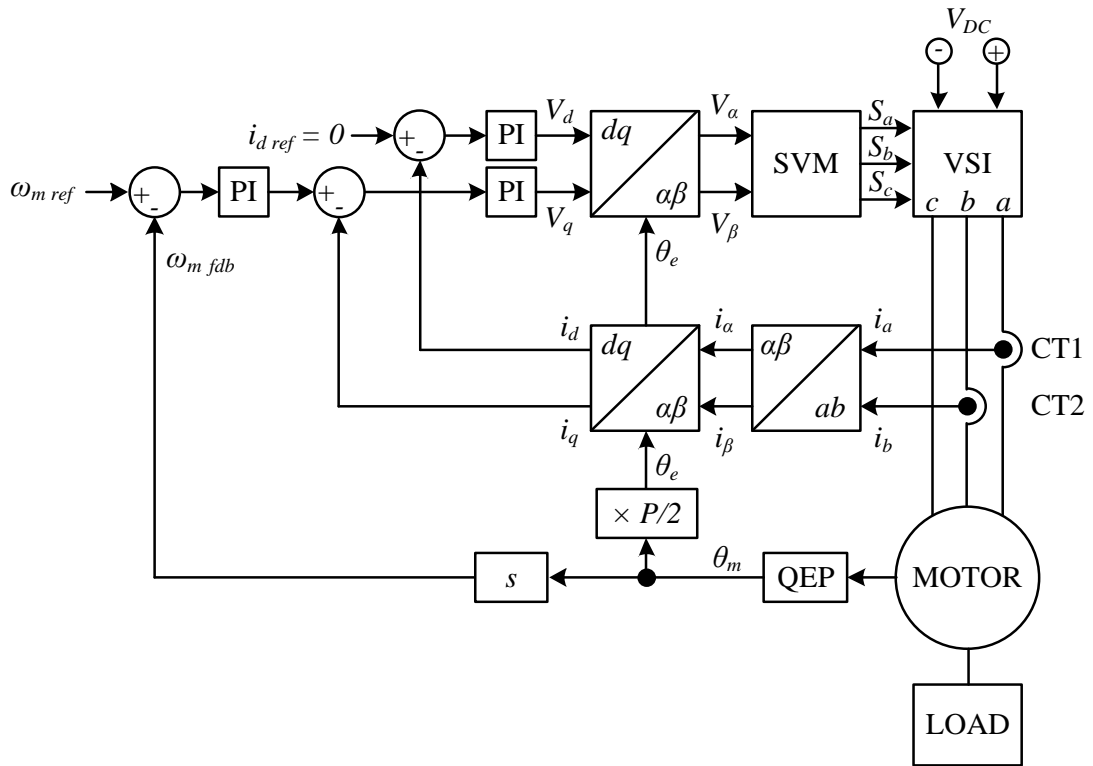 V_DC
- +
i_d ref = 0
+ -
PI
V_d
dq
αβ
V_α
V_β
SVM
S_a
S_b
S_c
VSI
c b a
ω_m ref
+ -
PI
+ -
PI
V_q
ω_m fdb
θ_e
i_d
i_q
dq
αβ
i_α
i_β
αβ
ab
i_a
i_b
CT1
CT2
θ_e
× P/2
s
θ_m
QEP
MOTOR
LOAD